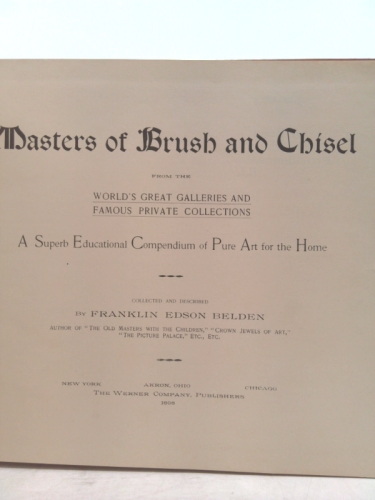 Masters of Brush and Chisel
FROM THE
WORLD'S GREAT GALLERIES AND
FAMOUS PRIVATE COLLECTIONS
A Superb Educational Compendium of Pure Art for the Home
COLLECTED AND DESCRIBED
By FRANKLIN EDSON BELDEN
AUTHOR OF "THE OLD MASTERS WITH THE CHILDREN," "CROWN JEWELS OF ART,"
"THE PICTURE PALACE," ETC., ETC.
NEW YORK AKRON, OHIO CHICAGO
THE WERNER COMPANY, PUBLISHERS